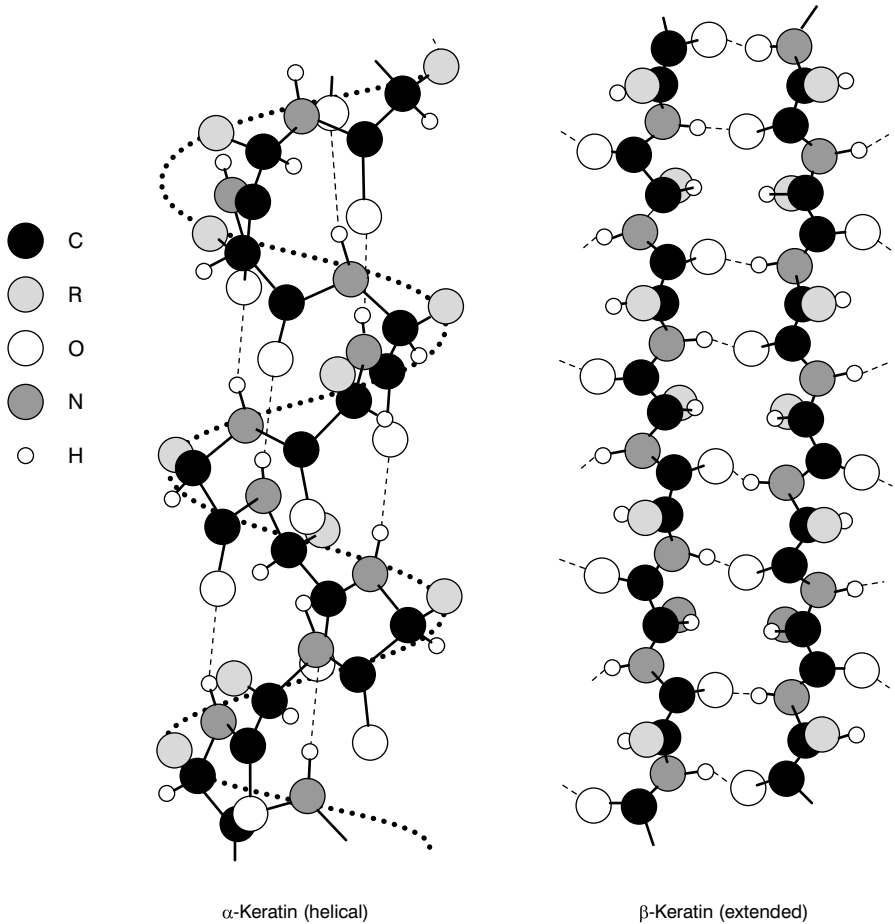 C
R
O
N
H
α-Keratin (helical)
β-Keratin (extended)